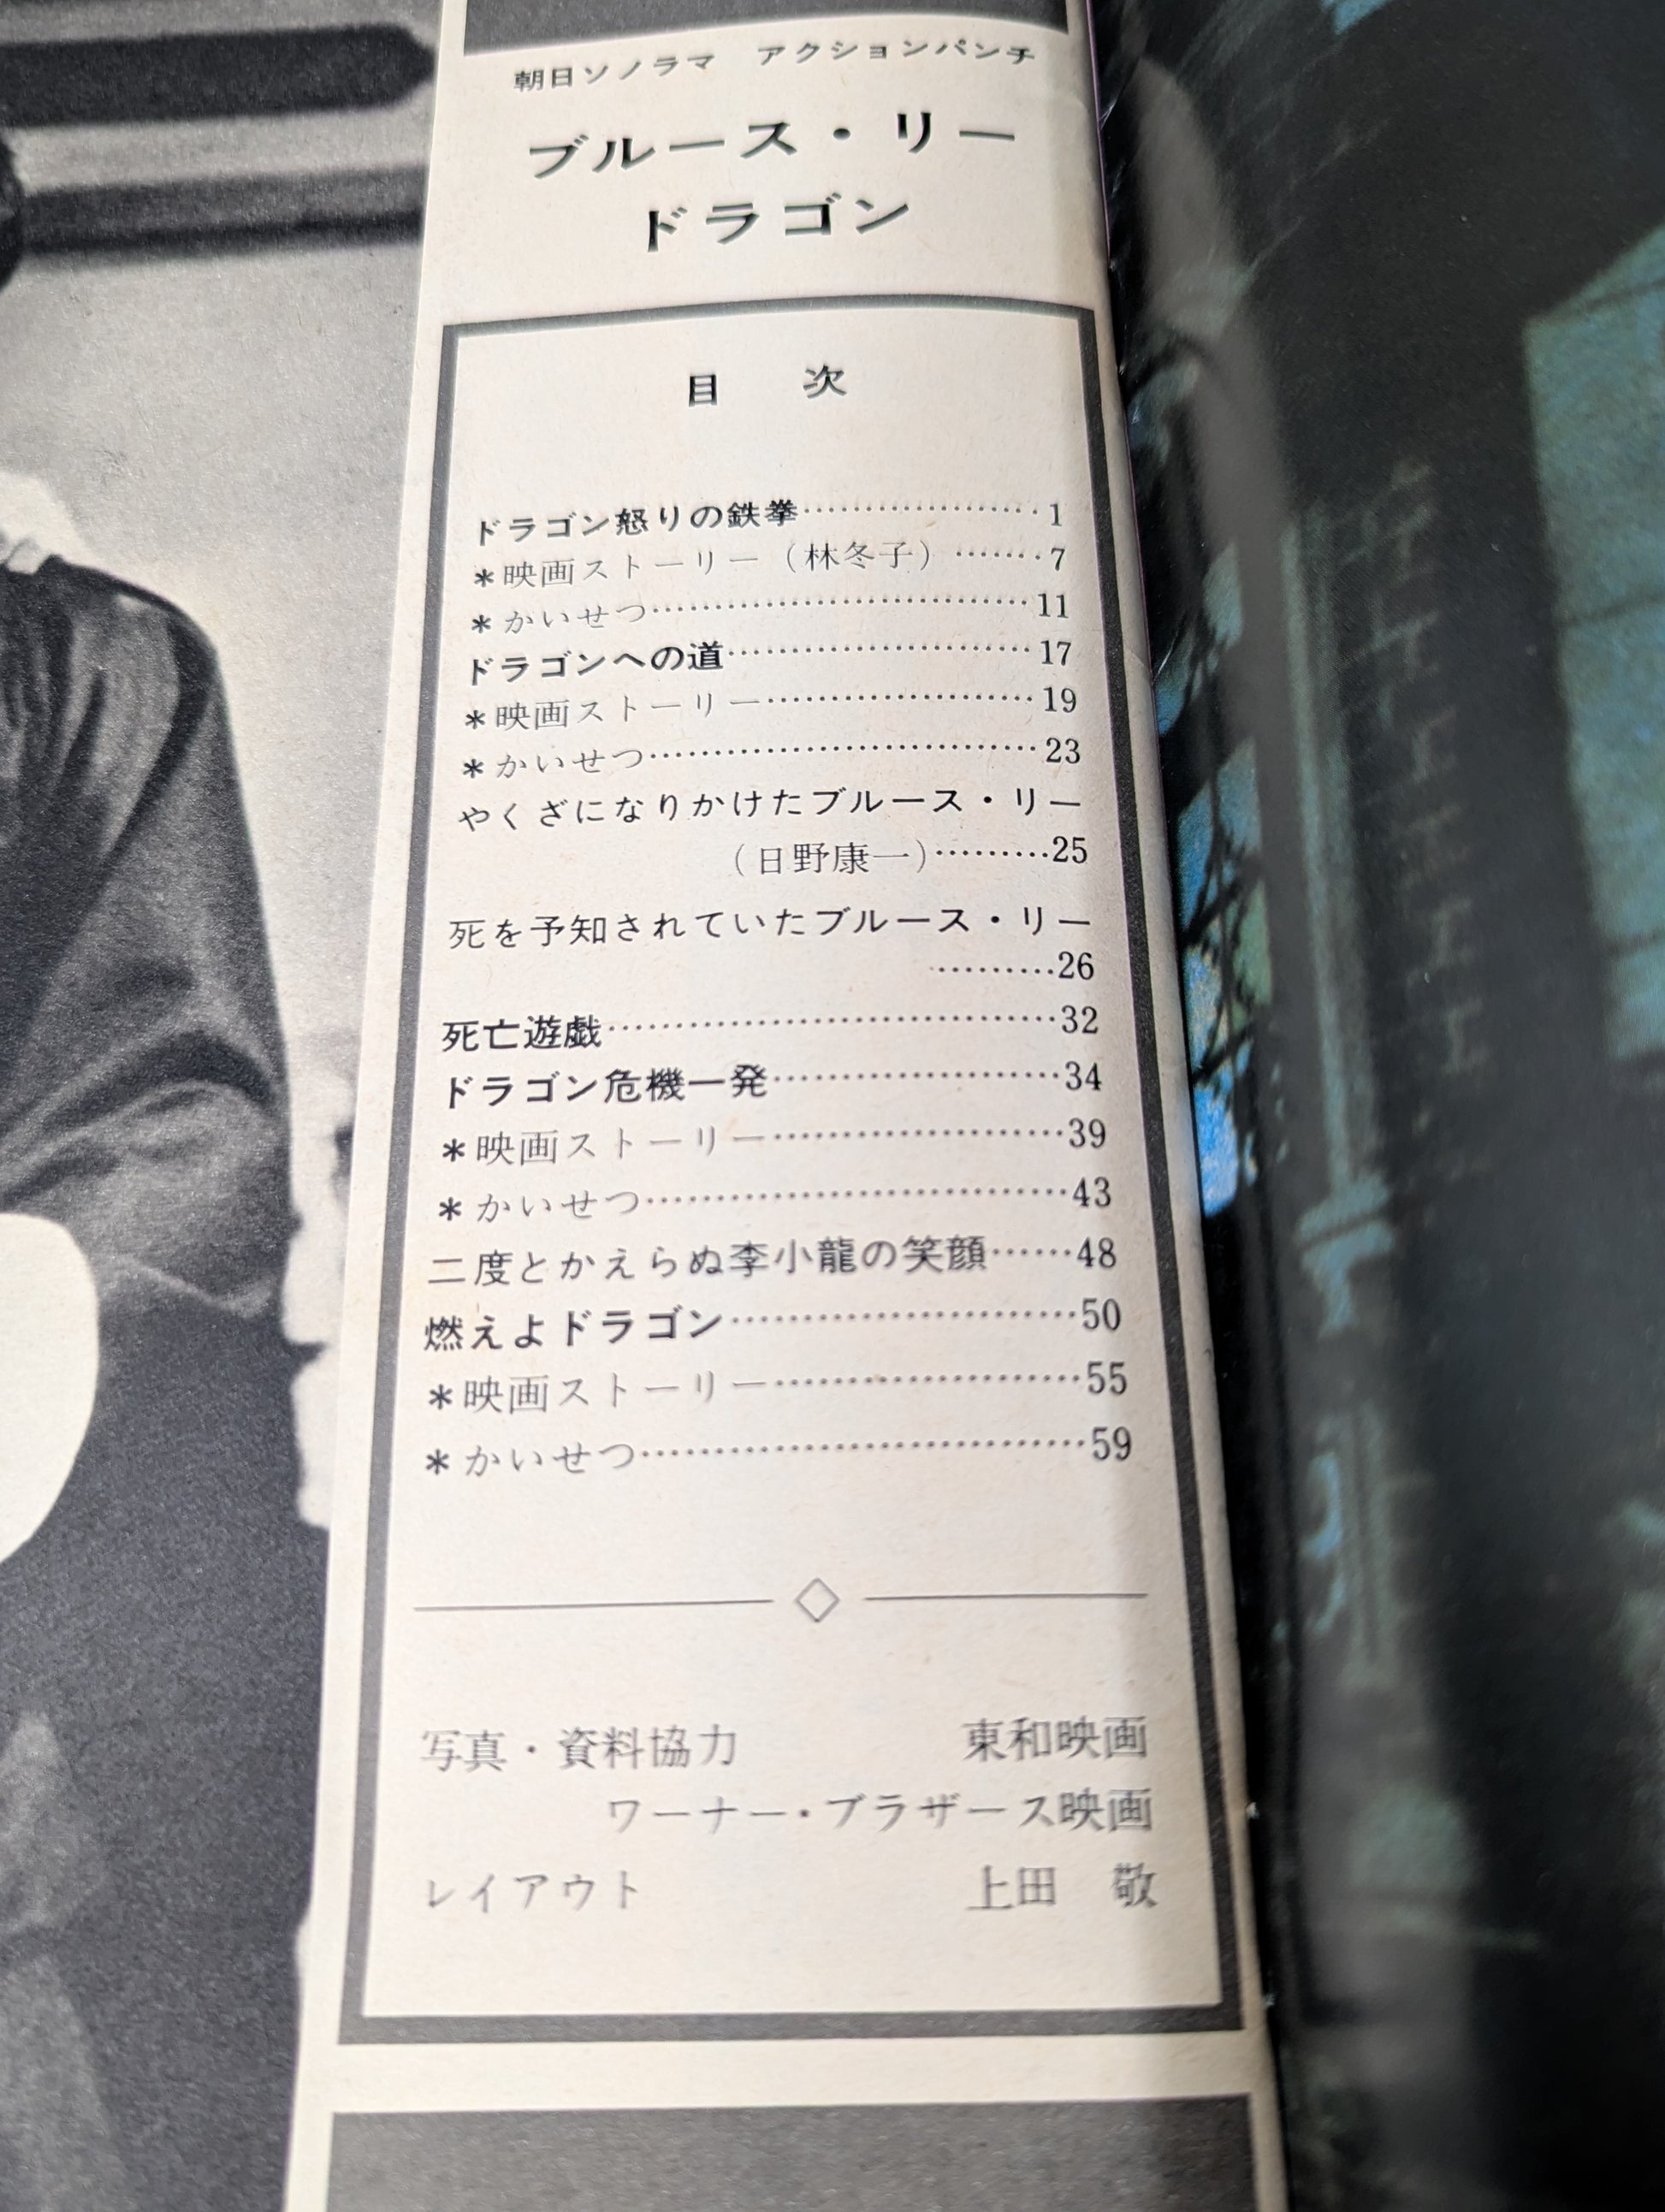 朝日ソノラマ　アクションパンチ
ブルース・リー
ドラゴン
目　次
ドラゴン怒りの鉄拳…………………1
＊映画ストーリー（林冬子）………7
＊かいせつ……………………………11
ドラゴンへの道………………………17
＊映画ストーリー……………………19
＊かいせつ……………………………23
やくざになりかけたブルース・リー
（日野康一）………25
死を予知されていたブルース・リー
………26
死亡遊戯………………………………32
ドラゴン危機一発……………………34
＊映画ストーリー……………………39
＊かいせつ……………………………43
二度とかえらぬ李小龍の笑顔……48
燃えよドラゴン………………………50
＊映画ストーリー……………………55
＊かいせつ……………………………59
写真・資料協力　東和映画
ワーナー・ブラザース映画
レイアウト　上田　敬